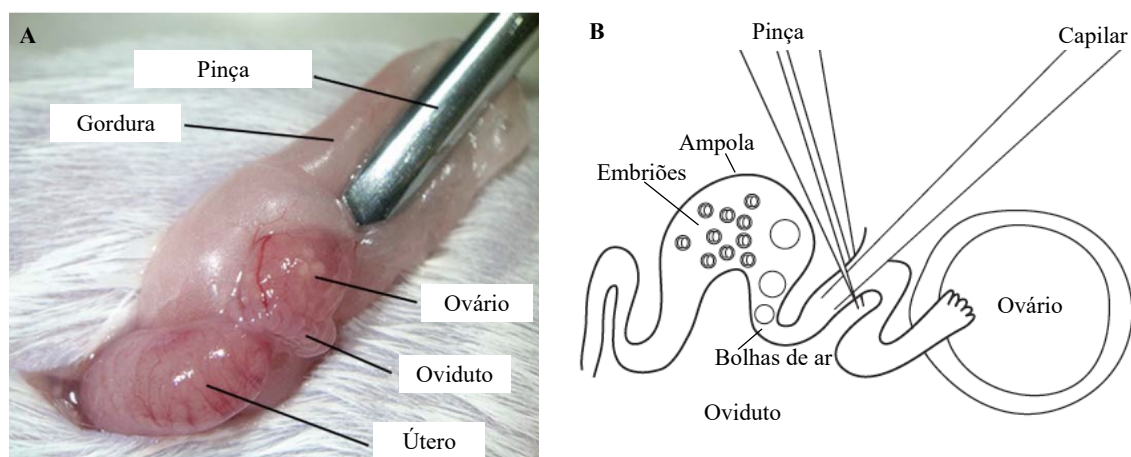 A
Pinça
Gordura
Ovário
Oviduto
Útero
B
Pinça
Capilar
Ampola
Embriões
Ovário
Bolhas de ar
Oviduto